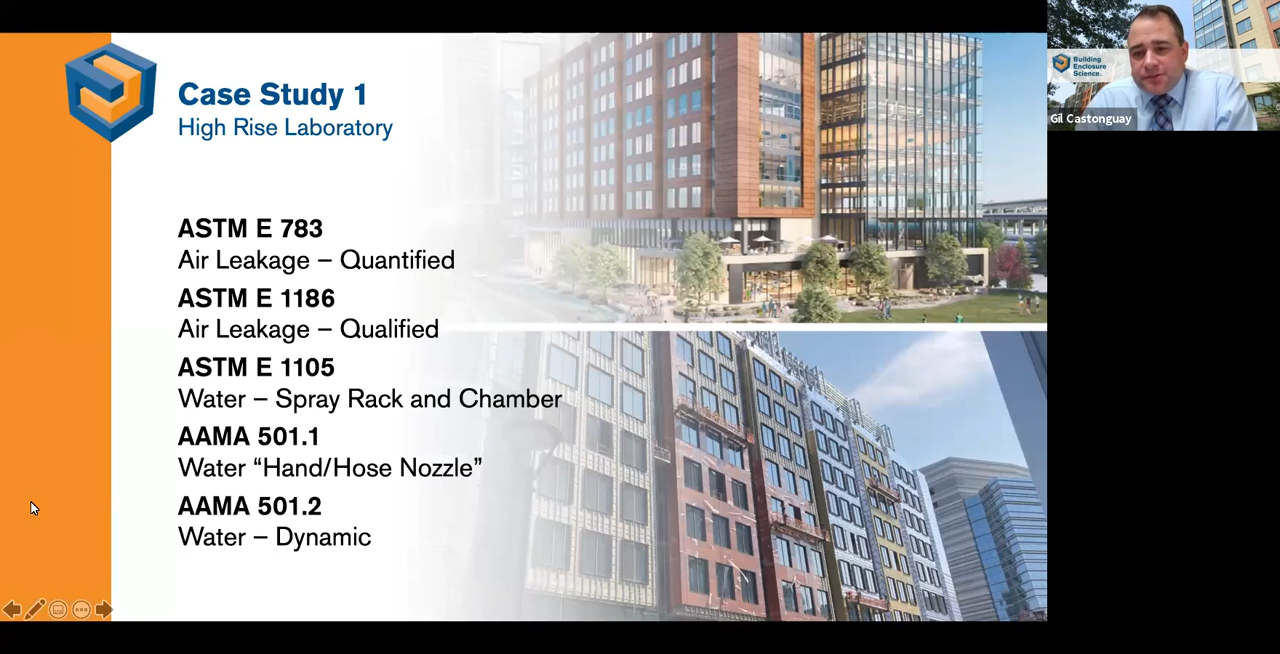 Case Study 1
High Rise Laboratory
ASTM E 783
Air Leakage – Quantified
ASTM E 1186
Air Leakage – Qualified
ASTM E 1105
Water – Spray Rack and Chamber
AAMA 501.1
Water “Hand/Hose Nozzle”
AAMA 501.2
Water – Dynamic
Building
Enclosure
Science.
Gil Castonguay